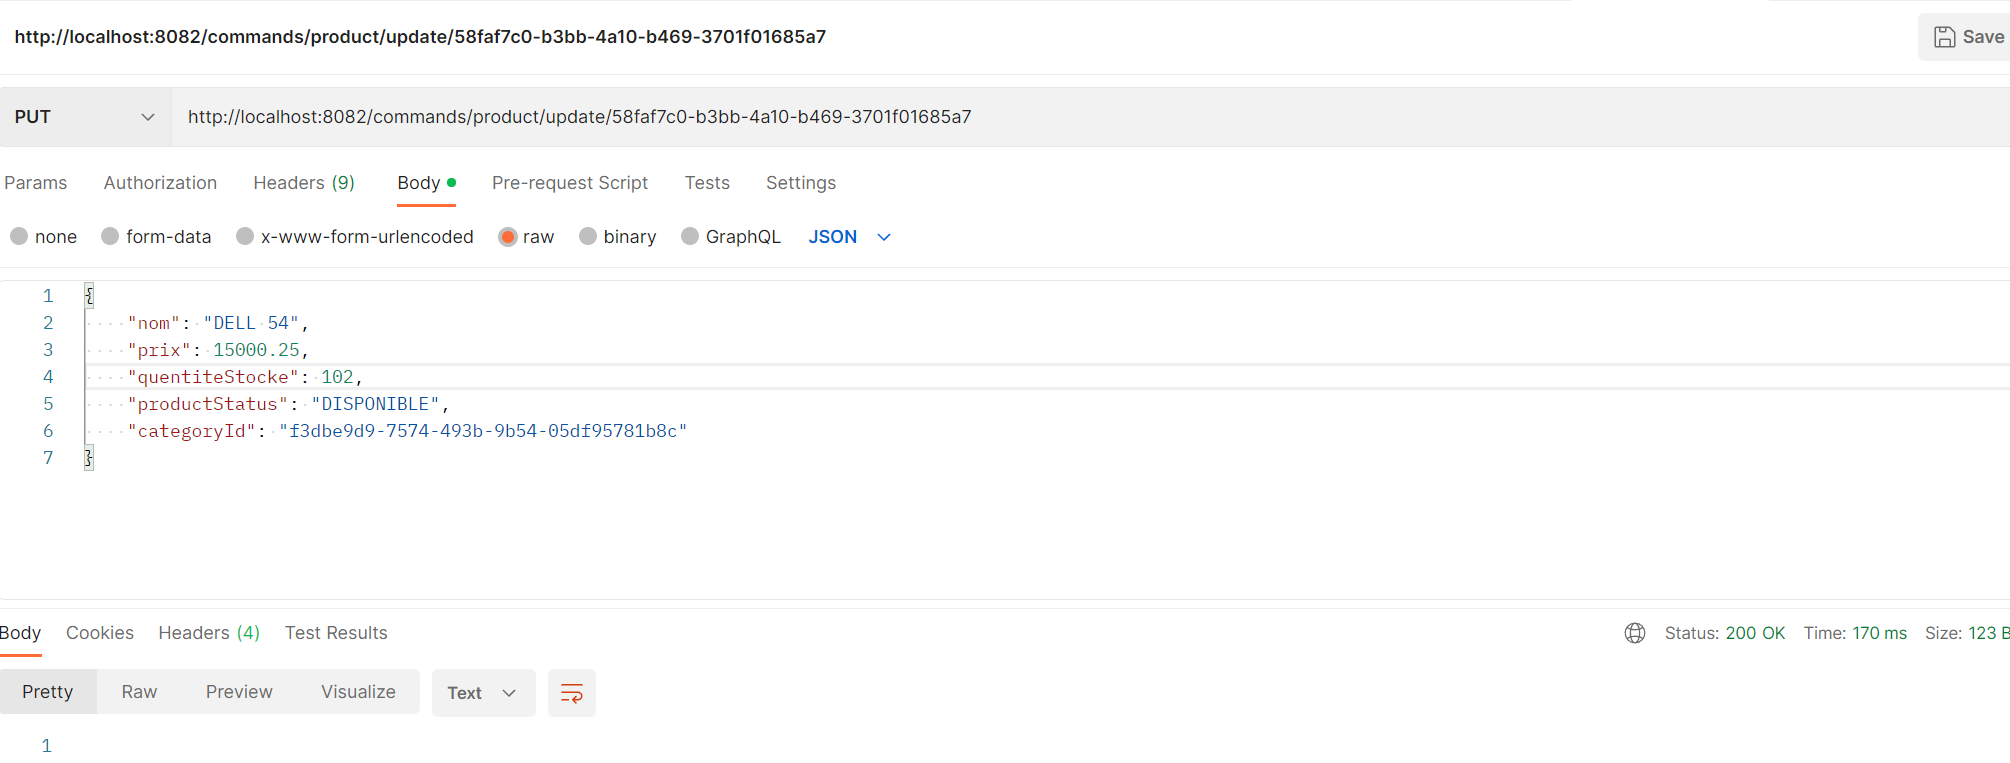 http://localhost:8082/commands/product/update/58faf7c0-b3bb-4a10-b469-3701f01685a7
Save
PUT
http://localhost:8082/commands/product/update/58faf7c0-b3bb-4a10-b469-3701f01685a7
Params Authorization Headers (9) Body Pre-request Script Tests Settings
none form-data x-www-form-urlencoded raw binary GraphQL JSON
1 {
2 "nom": "DELL 54",
3 "prix": 15000.25,
4 "quentiteStocke": 102,
5 "productStatus": "DISPONIBLE",
6 "categoryId": "f3dbe9d9-7574-493b-9b54-05df95781b8c"
7 }
Body Cookies Headers (4) Test Results Status: 200 OK Time: 170 ms Size: 123 B
Pretty Raw Preview Visualize Text
1